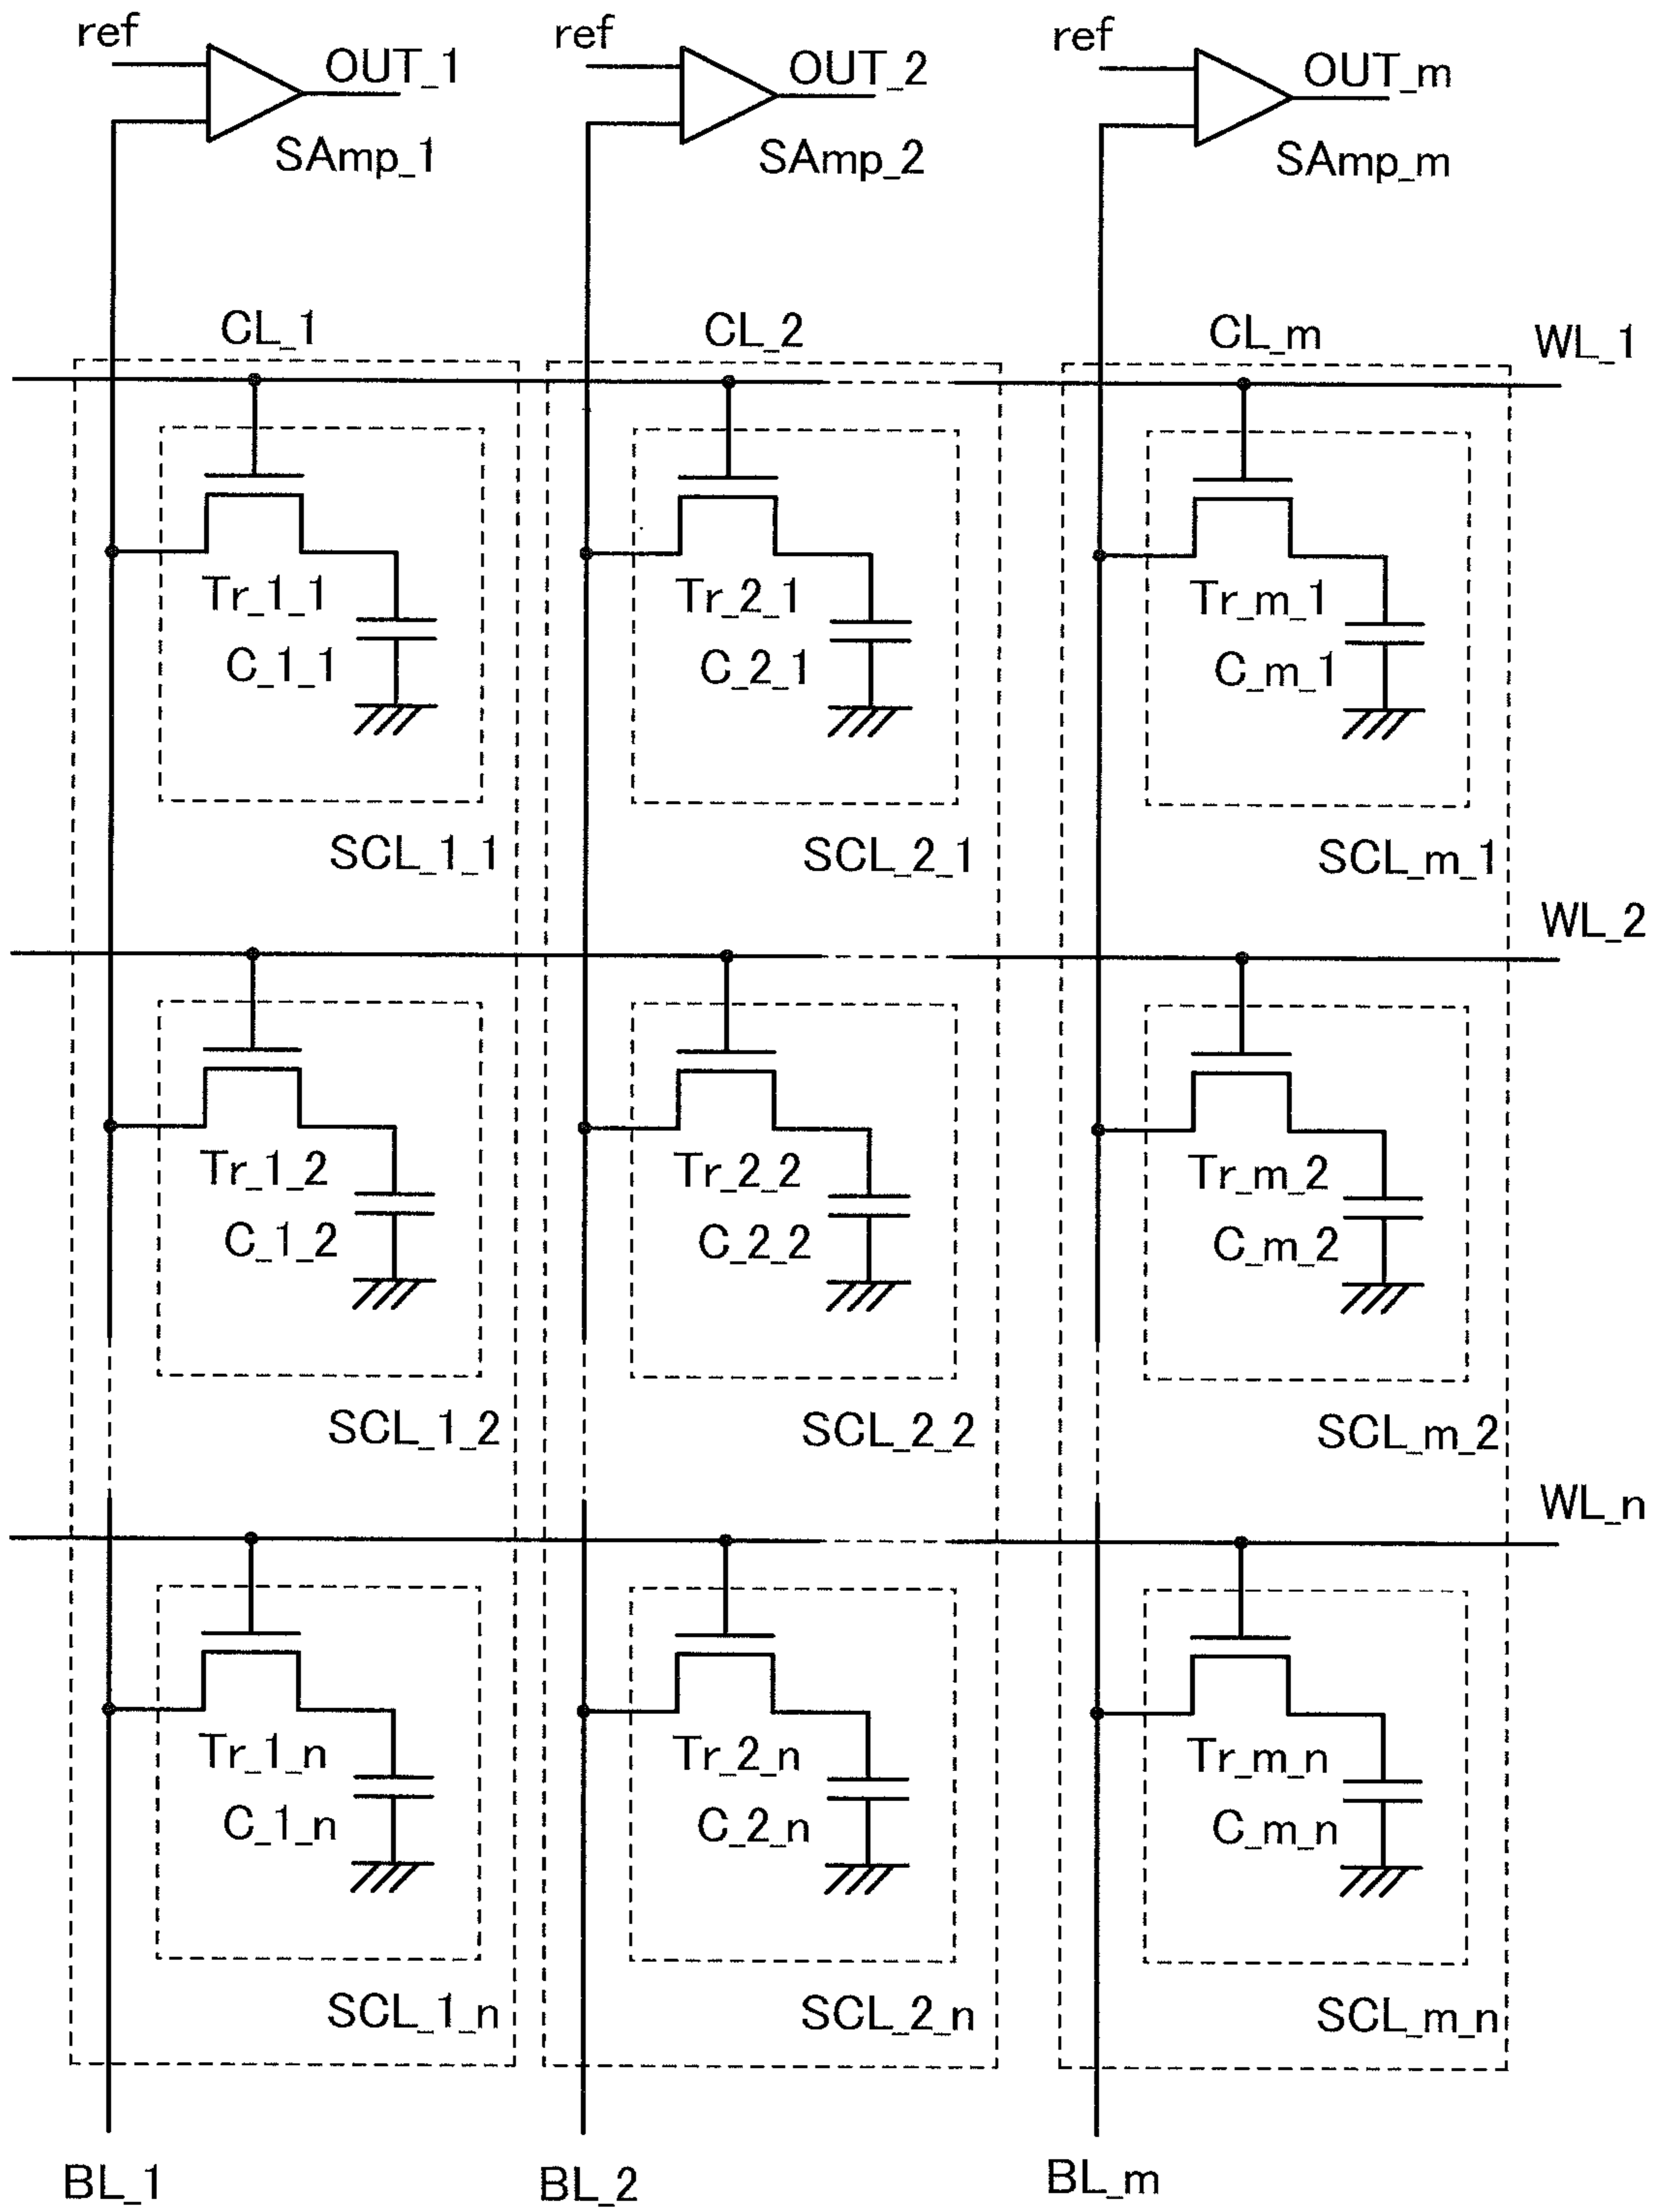 ref
OUT_1
SAmp_1
ref
OUT_2
SAmp_2
ref
OUT_m
SAmp_m
CL_1
CL_2
CL_m
WL_1
Tr_1_1
C_1_1
SCL_1_1
Tr_2_1
C_2_1
SCL_2_1
Tr_m_1
C_m_1
SCL_m_1
WL_2
Tr_1_2
C_1_2
SCL_1_2
Tr_2_2
C_2_2
SCL_2_2
Tr_m_2
C_m_2
SCL_m_2
WL_n
Tr_1_n
C_1_n
SCL_1_n
Tr_2_n
C_2_n
SCL_2_n
Tr_m_n
C_m_n
SCL_m_n
BL_1
BL_2
BL_m